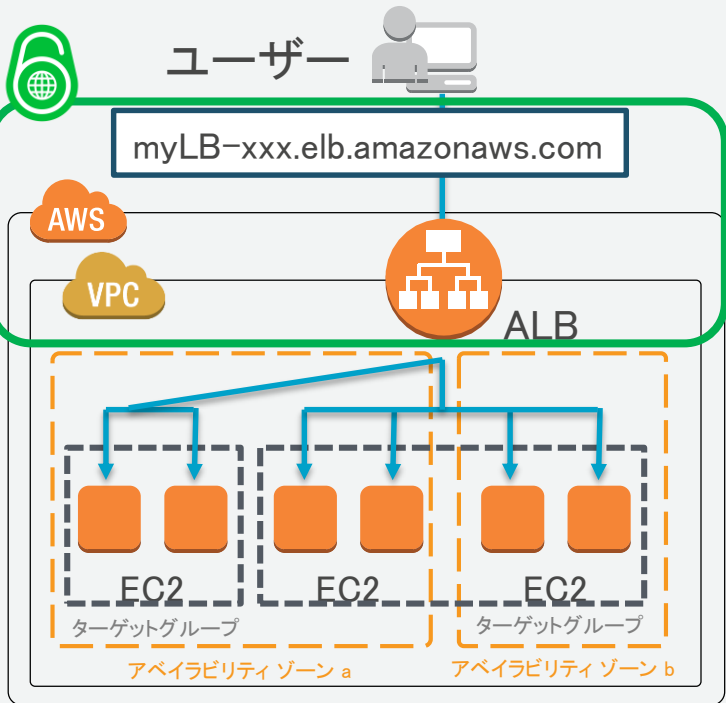 ユーザー
myLB-xxx.elb.amazonaws.com
AWS
VPC
ALB
EC2
EC2
EC2
ターゲットグループ
ターゲットグループ
アベイラビリティ ゾーン a
アベイラビリティ ゾーン b